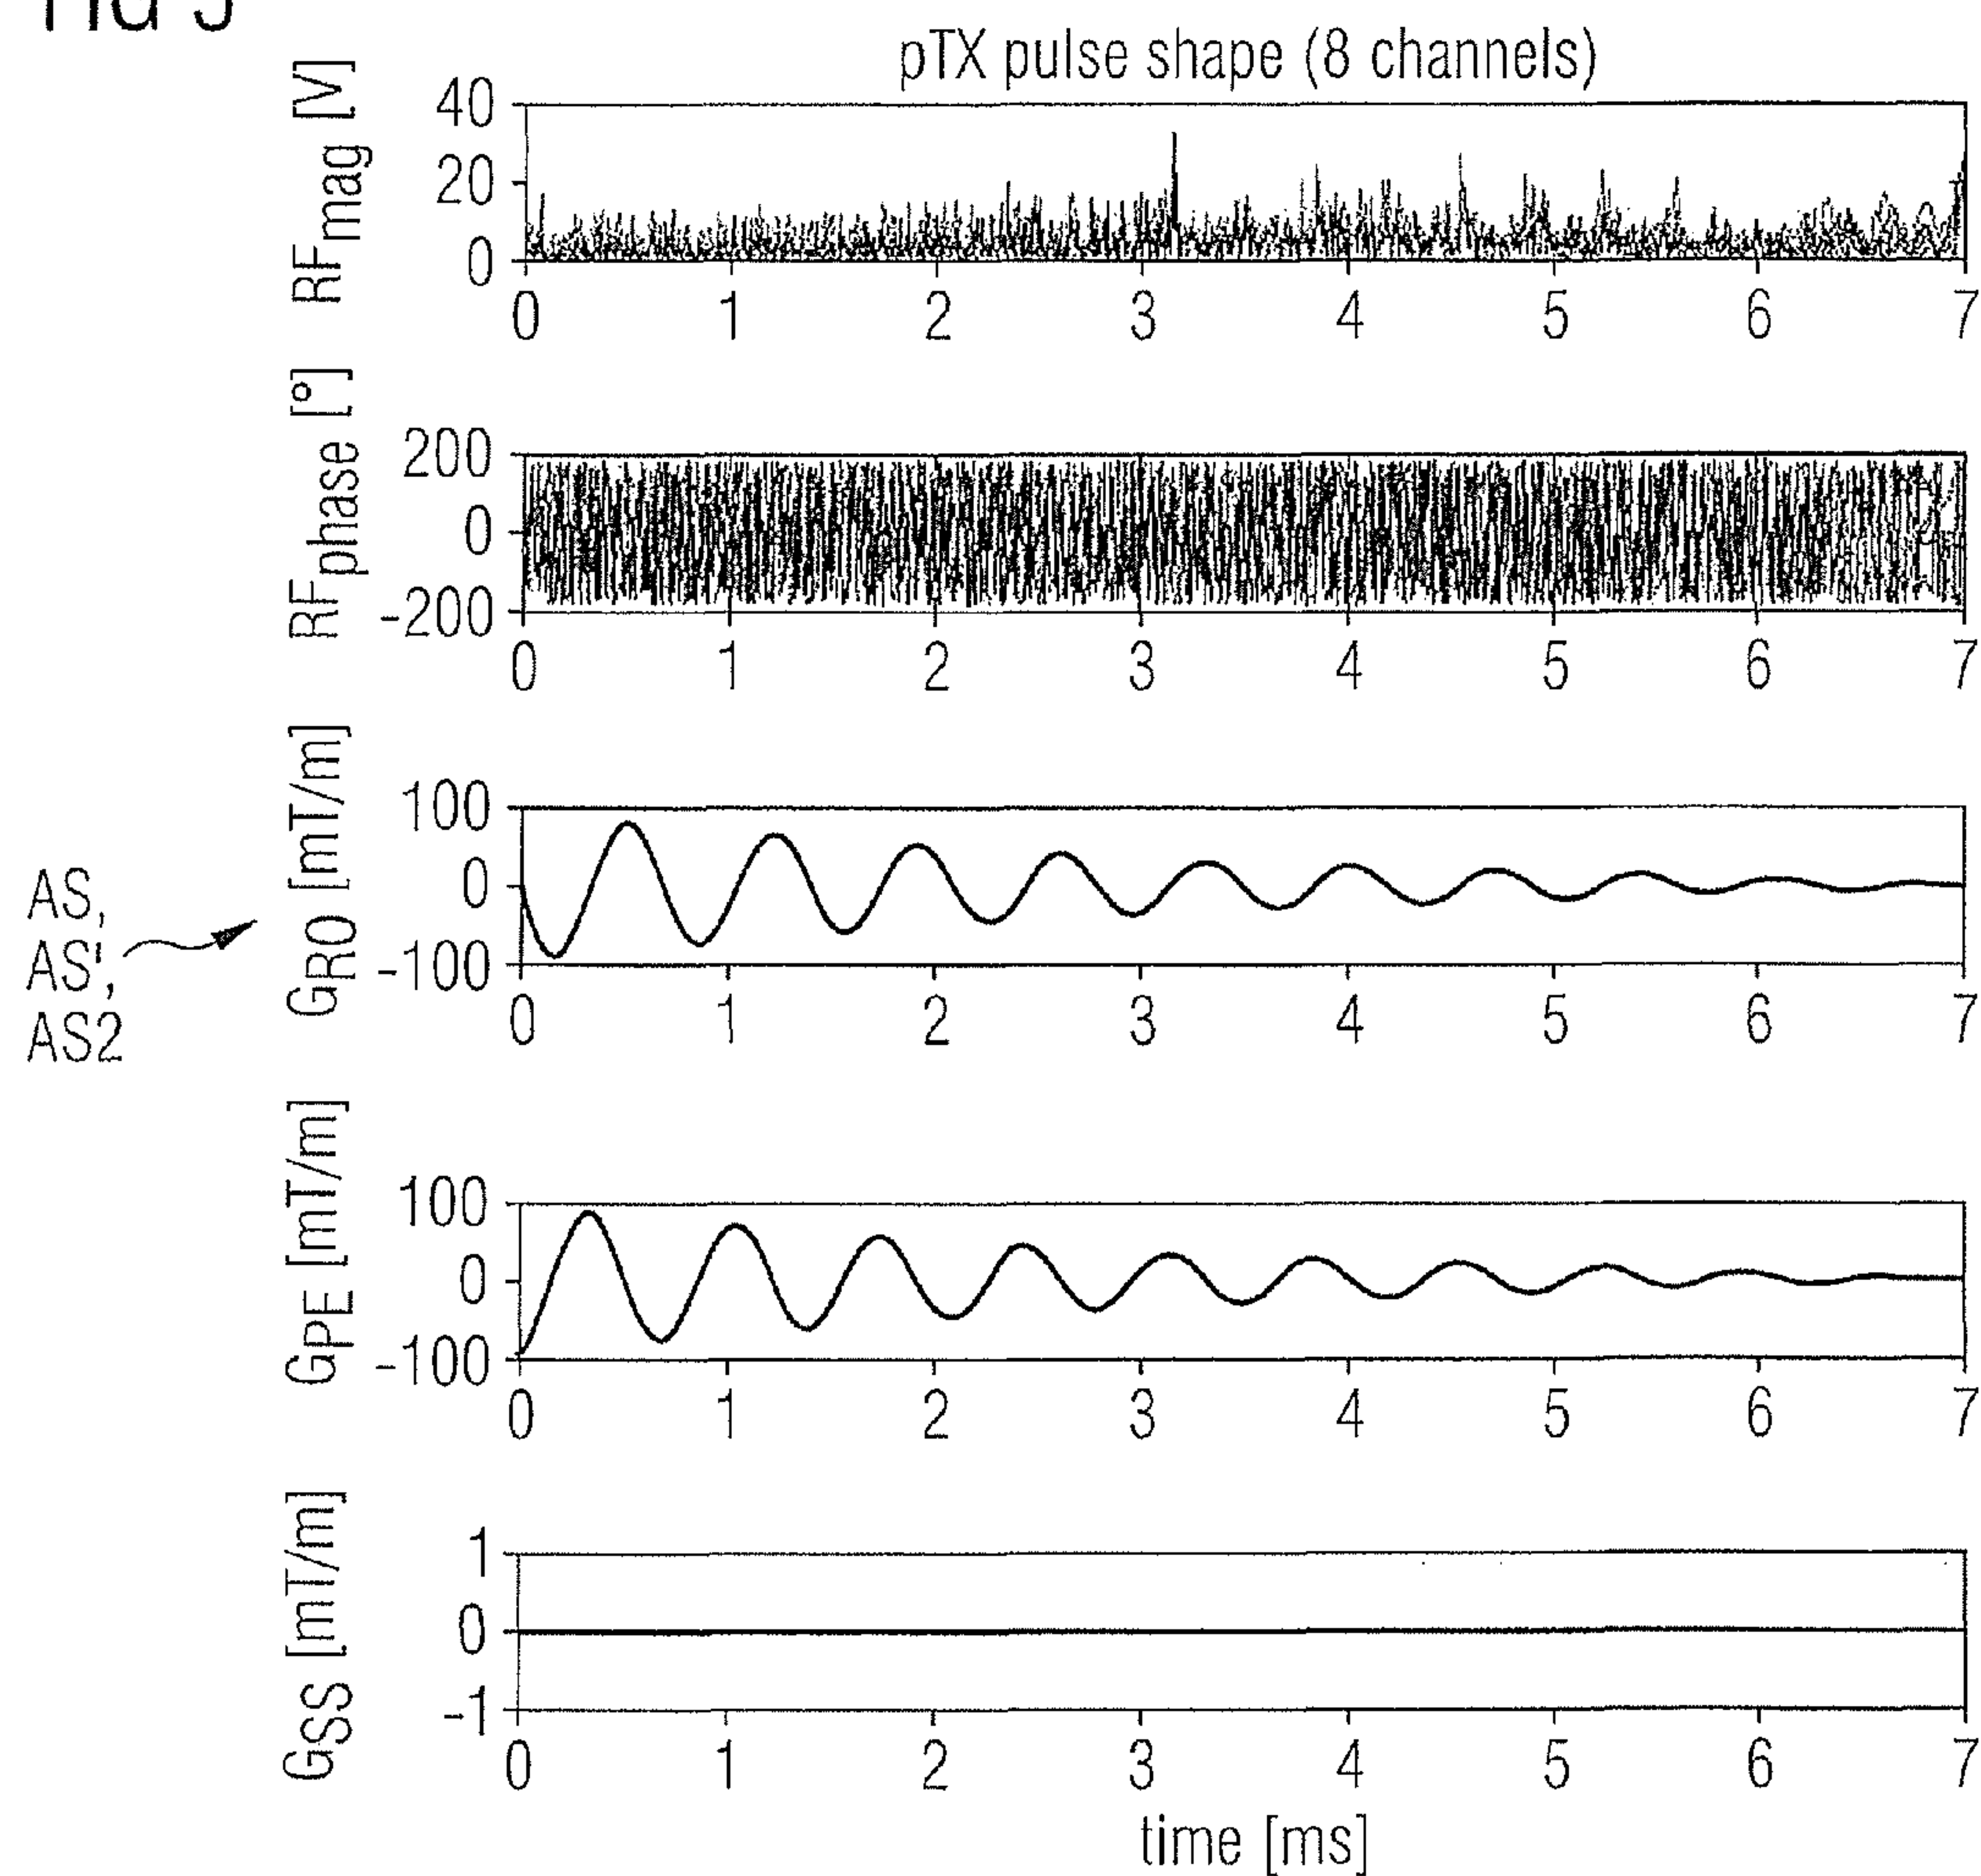 pTX pulse shape (8 channels)
RFmag [V]
40
20
0
0 1 2 3 4 5 6 7
RFphase [°]
200
0
-200
0 1 2 3 4 5 6 7
AS,
AS',
AS2
GRO [mT/m]
100
0
-100
0 1 2 3 4 5 6 7
GPE [mT/m]
100
0
-100
0 1 2 3 4 5 6 7
GSS [mT/m]
1
0
-1
0 1 2 3 4 5 6 7
time [ms]